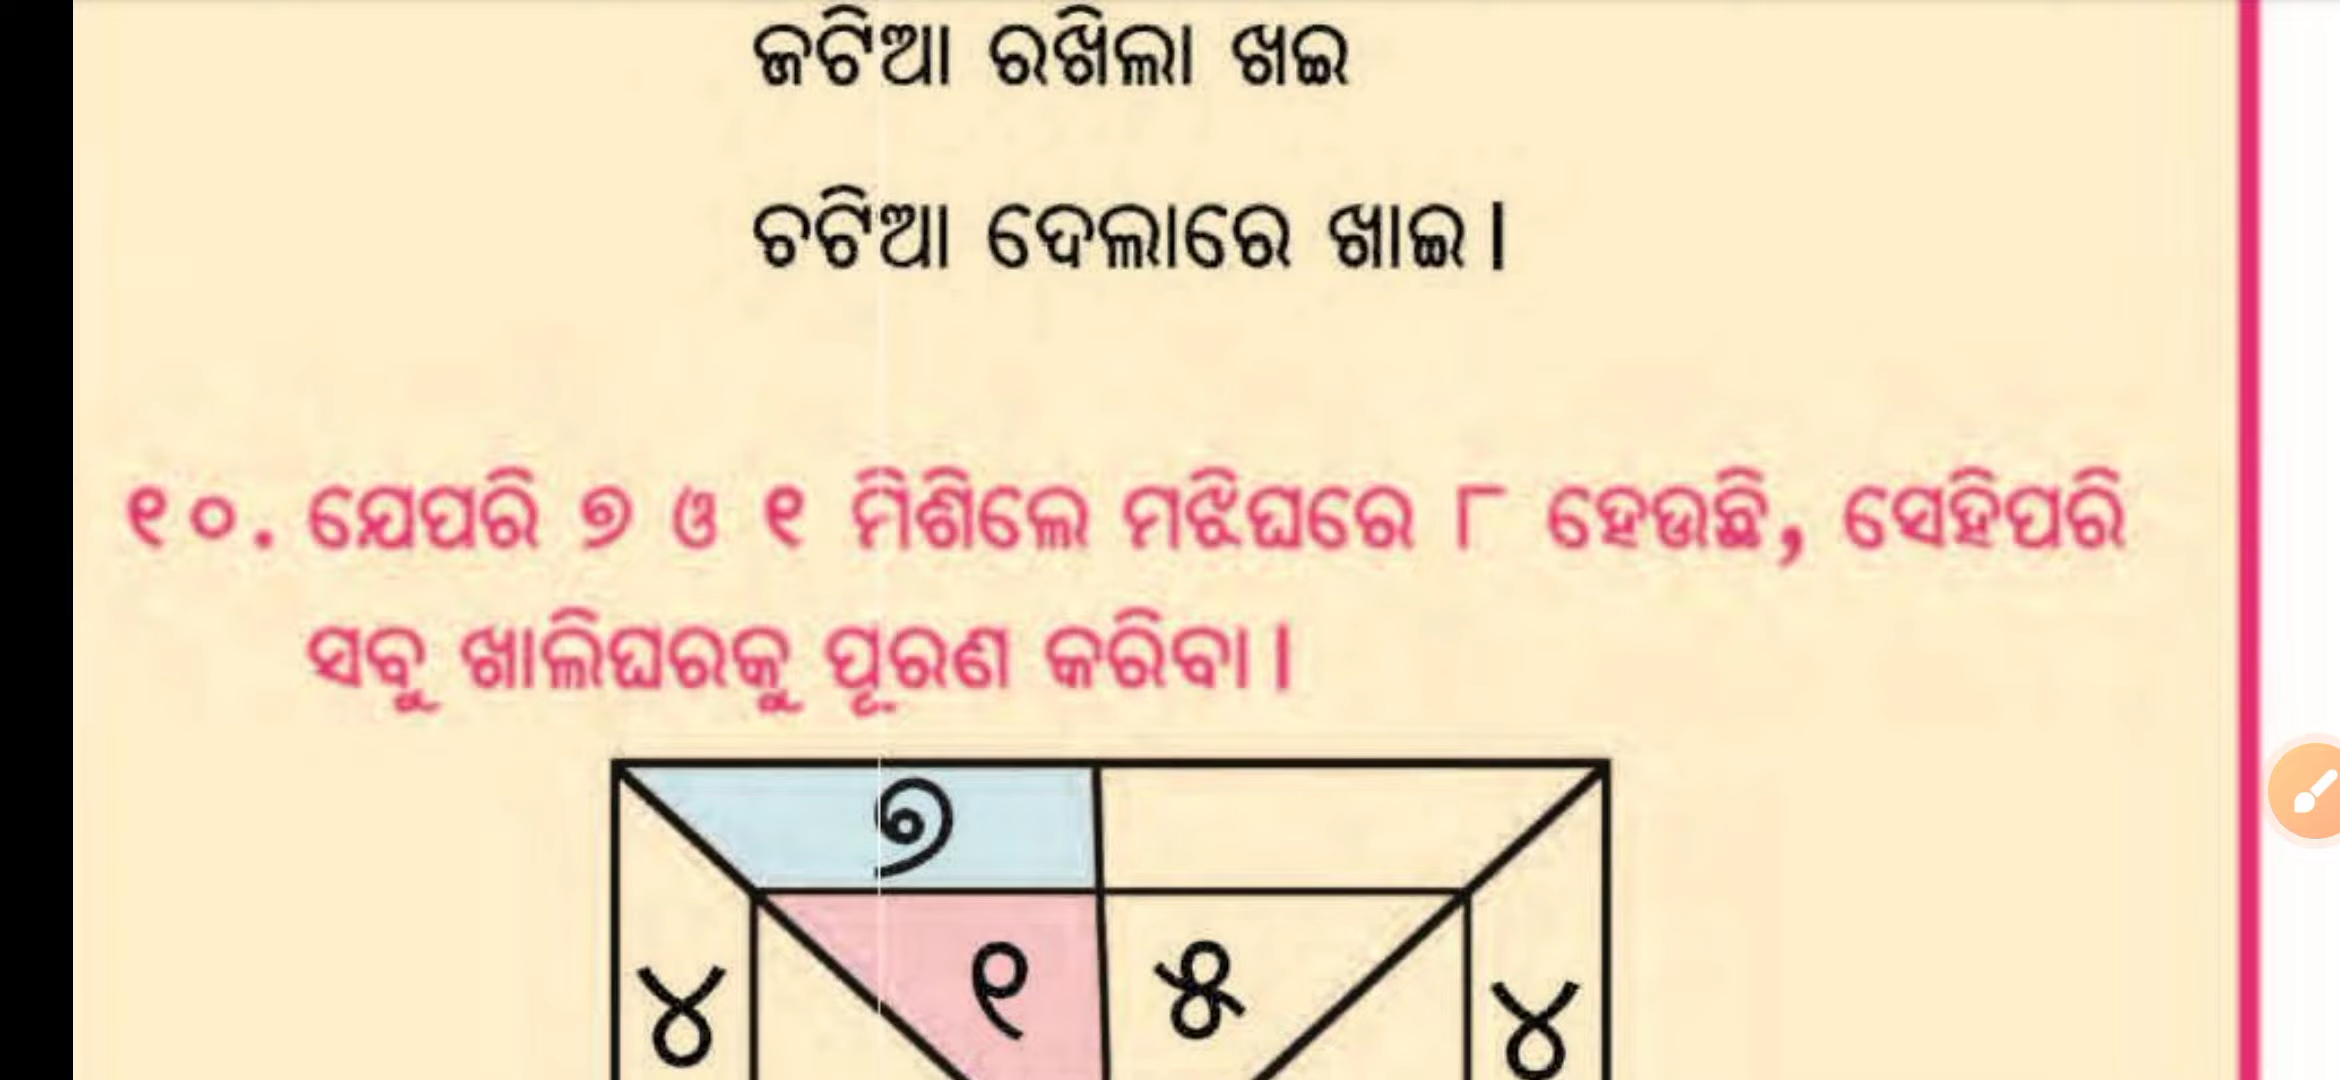 ଜଟିଆ ରଖିଲା ଖଇ
ଚଟିଆ ଦେଲାରେ ଖାଇ।
୧୦. ଯେପରି ୭ ଓ ୧ ମିଶିଲେ ମଝିଘରେ ୮ ହେଉଛି, ସେହିପରି
ସବୁ ଖାଲିଘରକୁ ପୂରଣ କରିବା।
୭
୧ ୫
୪ ୪